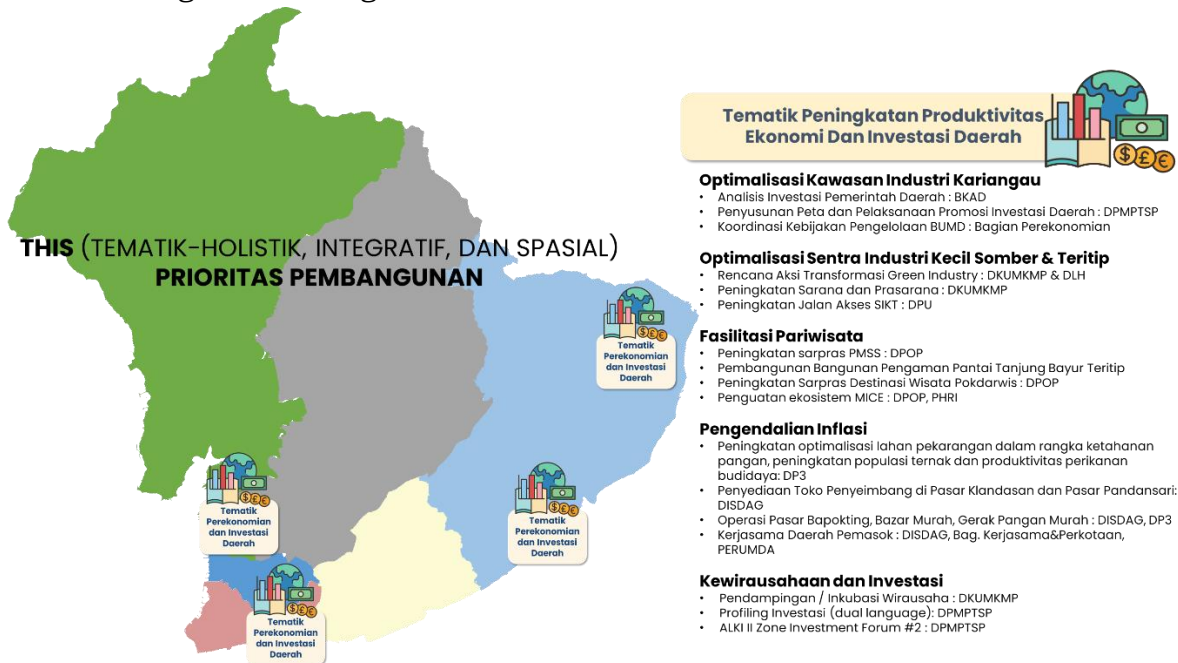 THIS (TEMATIK-HOLISTIK, INTEGRATIF, DAN SPASIAL)
PRIORITAS PEMBANGUNAN
Tematik
Perekonomian
dan Investasi
Daerah
Tematik
Perekonomian
dan Investasi
Daerah
Tematik
Perekonomian
dan Investasi
Daerah
Tematik
Perekonomian
dan Investasi
Daerah
Tematik Peningkatan Produktivitas
Ekonomi Dan Investasi Daerah
Optimalisasi Kawasan Industri Kariangau
• Analisis Investasi Pemerintah Daerah : BKAD
• Penyusunan Peta dan Pelaksanaan Promosi Investasi Daerah : DPMPTSP
• Koordinasi Kebijakan Pengelolaan BUMD : Bagian Perekonomian
Optimalisasi Sentra Industri Kecil Somber & Teritip
• Rencana Aksi Transformasi Green Industry : DKUMKMP & DLH
• Peningkatan Sarana dan Prasarana : DKUMKMP
• Peningkatan Jalan Akses SIKT : DPU
Fasilitasi Pariwisata
• Peningkatan sarpras PMSS : DPOP
• Pembangunan Bangunan Pengaman Pantai Tanjung Bayur Teritip
• Peningkatan Sarpras Destinasi Wisata Pokdarwis : DPOP
• Penguatan ekosistem MICE : DPOP, PHRI
Pengendalian Inflasi
• Peningkatan optimalisasi lahan pekarangan dalam rangka ketahanan
pangan, peningkatan populasi ternak dan produktivitas perikanan
budidaya: DP3
• Penyediaan Toko Penyeimbang di Pasar Klandasan dan Pasar Pandansari:
DISDAG
• Operasi Pasar Bapokting, Bazar Murah, Gerak Pangan Murah : DISDAG, DP3
• Kerjasama Daerah Pemasok : DISDAG, Bag. Kerjasama&Perkotaan,
PERUMDA
Kewirausahaan dan Investasi
• Pendampingan / Inkubasi Wirausaha : DKUMKMP
• Profiling Investasi (dual language): DPMPTSP
• ALKI II Zone Investment Forum #2 : DPMPTSP